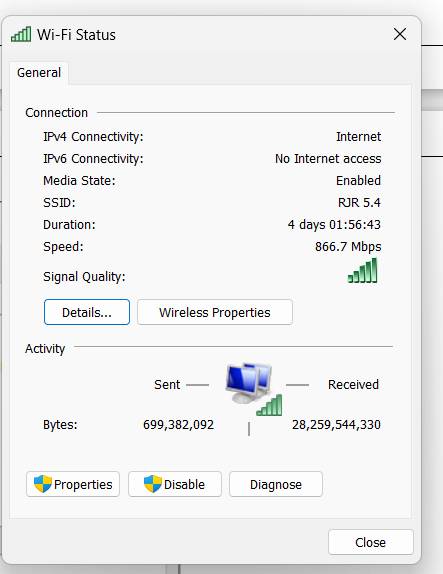 Wi-Fi Status
General
Connection
IPv4 Connectivity: Internet
IPv6 Connectivity: No Internet access
Media State: Enabled
SSID: RJR 5.4
Duration: 4 days 01:56:43
Speed: 866.7 Mbps
Signal Quality:
Details... Wireless Properties
Activity
Sent Received
Bytes: 699,382,092 28,259,544,330
Properties Disable Diagnose
Close